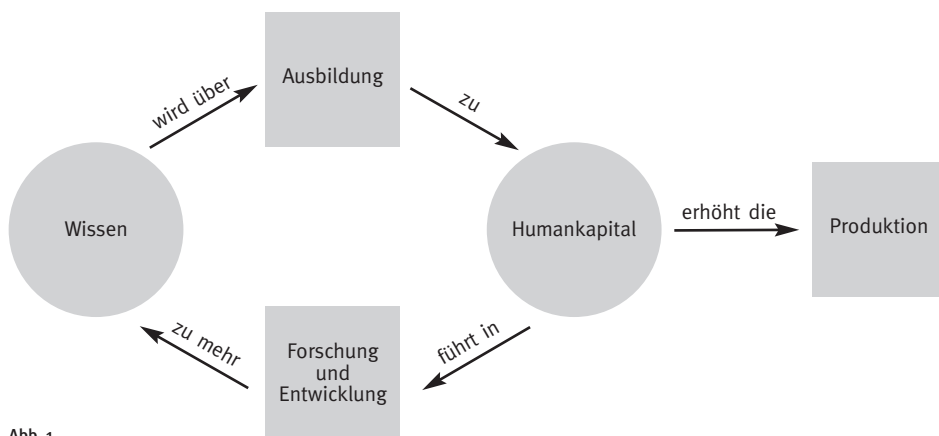 Ausbildung
wird über
zu
Wissen
Humankapital
erhöht die
Produktion
zu mehr
Forschung
und
Entwicklung
führt in
Abb. 1